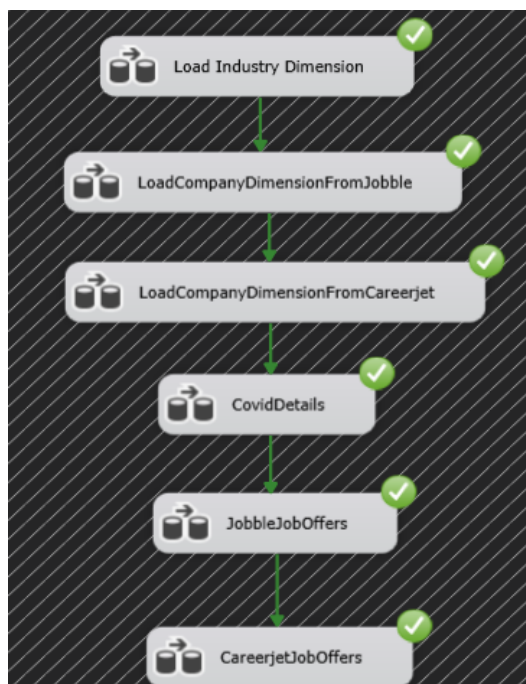 Load Industry Dimension
LoadCompanyDimensionFromJobble
LoadCompanyDimensionFromCareerjet
CovidDetails
JobbleJobOffers
CareerjetJobOffers